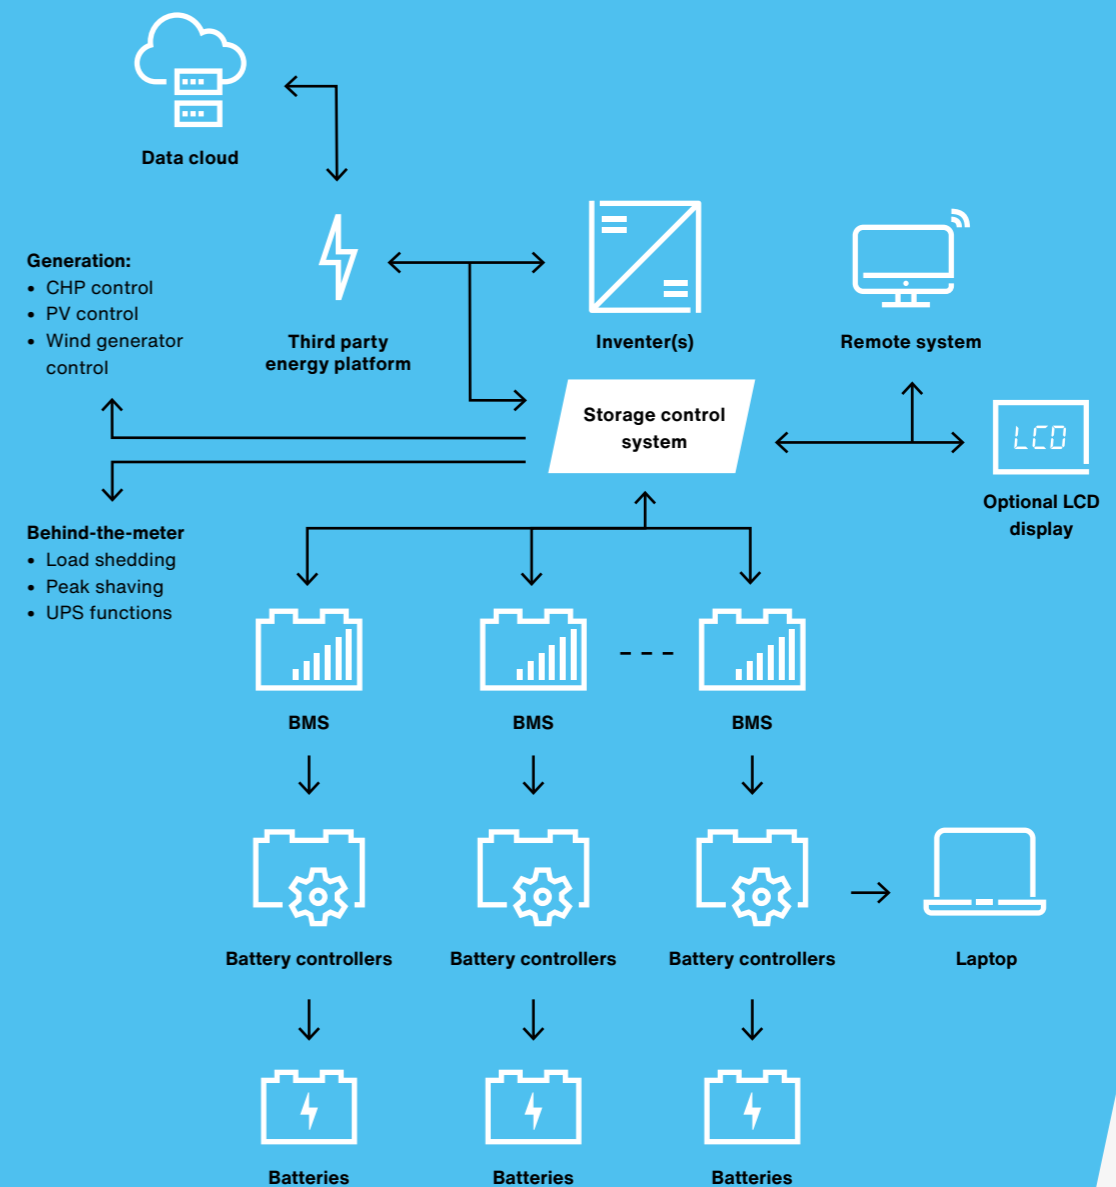 Data cloud
Generation:
• CHP control
• PV control
• Wind generator
control
Third party
energy platform
Inventer(s)
Remote system
Storage control
system
LCD
Optional LCD
display
Behind-the-meter
• Load shedding
• Peak shaving
• UPS functions
BMS
BMS
BMS
Battery controllers
Battery controllers
Battery controllers
Laptop
Batteries
Batteries
Batteries